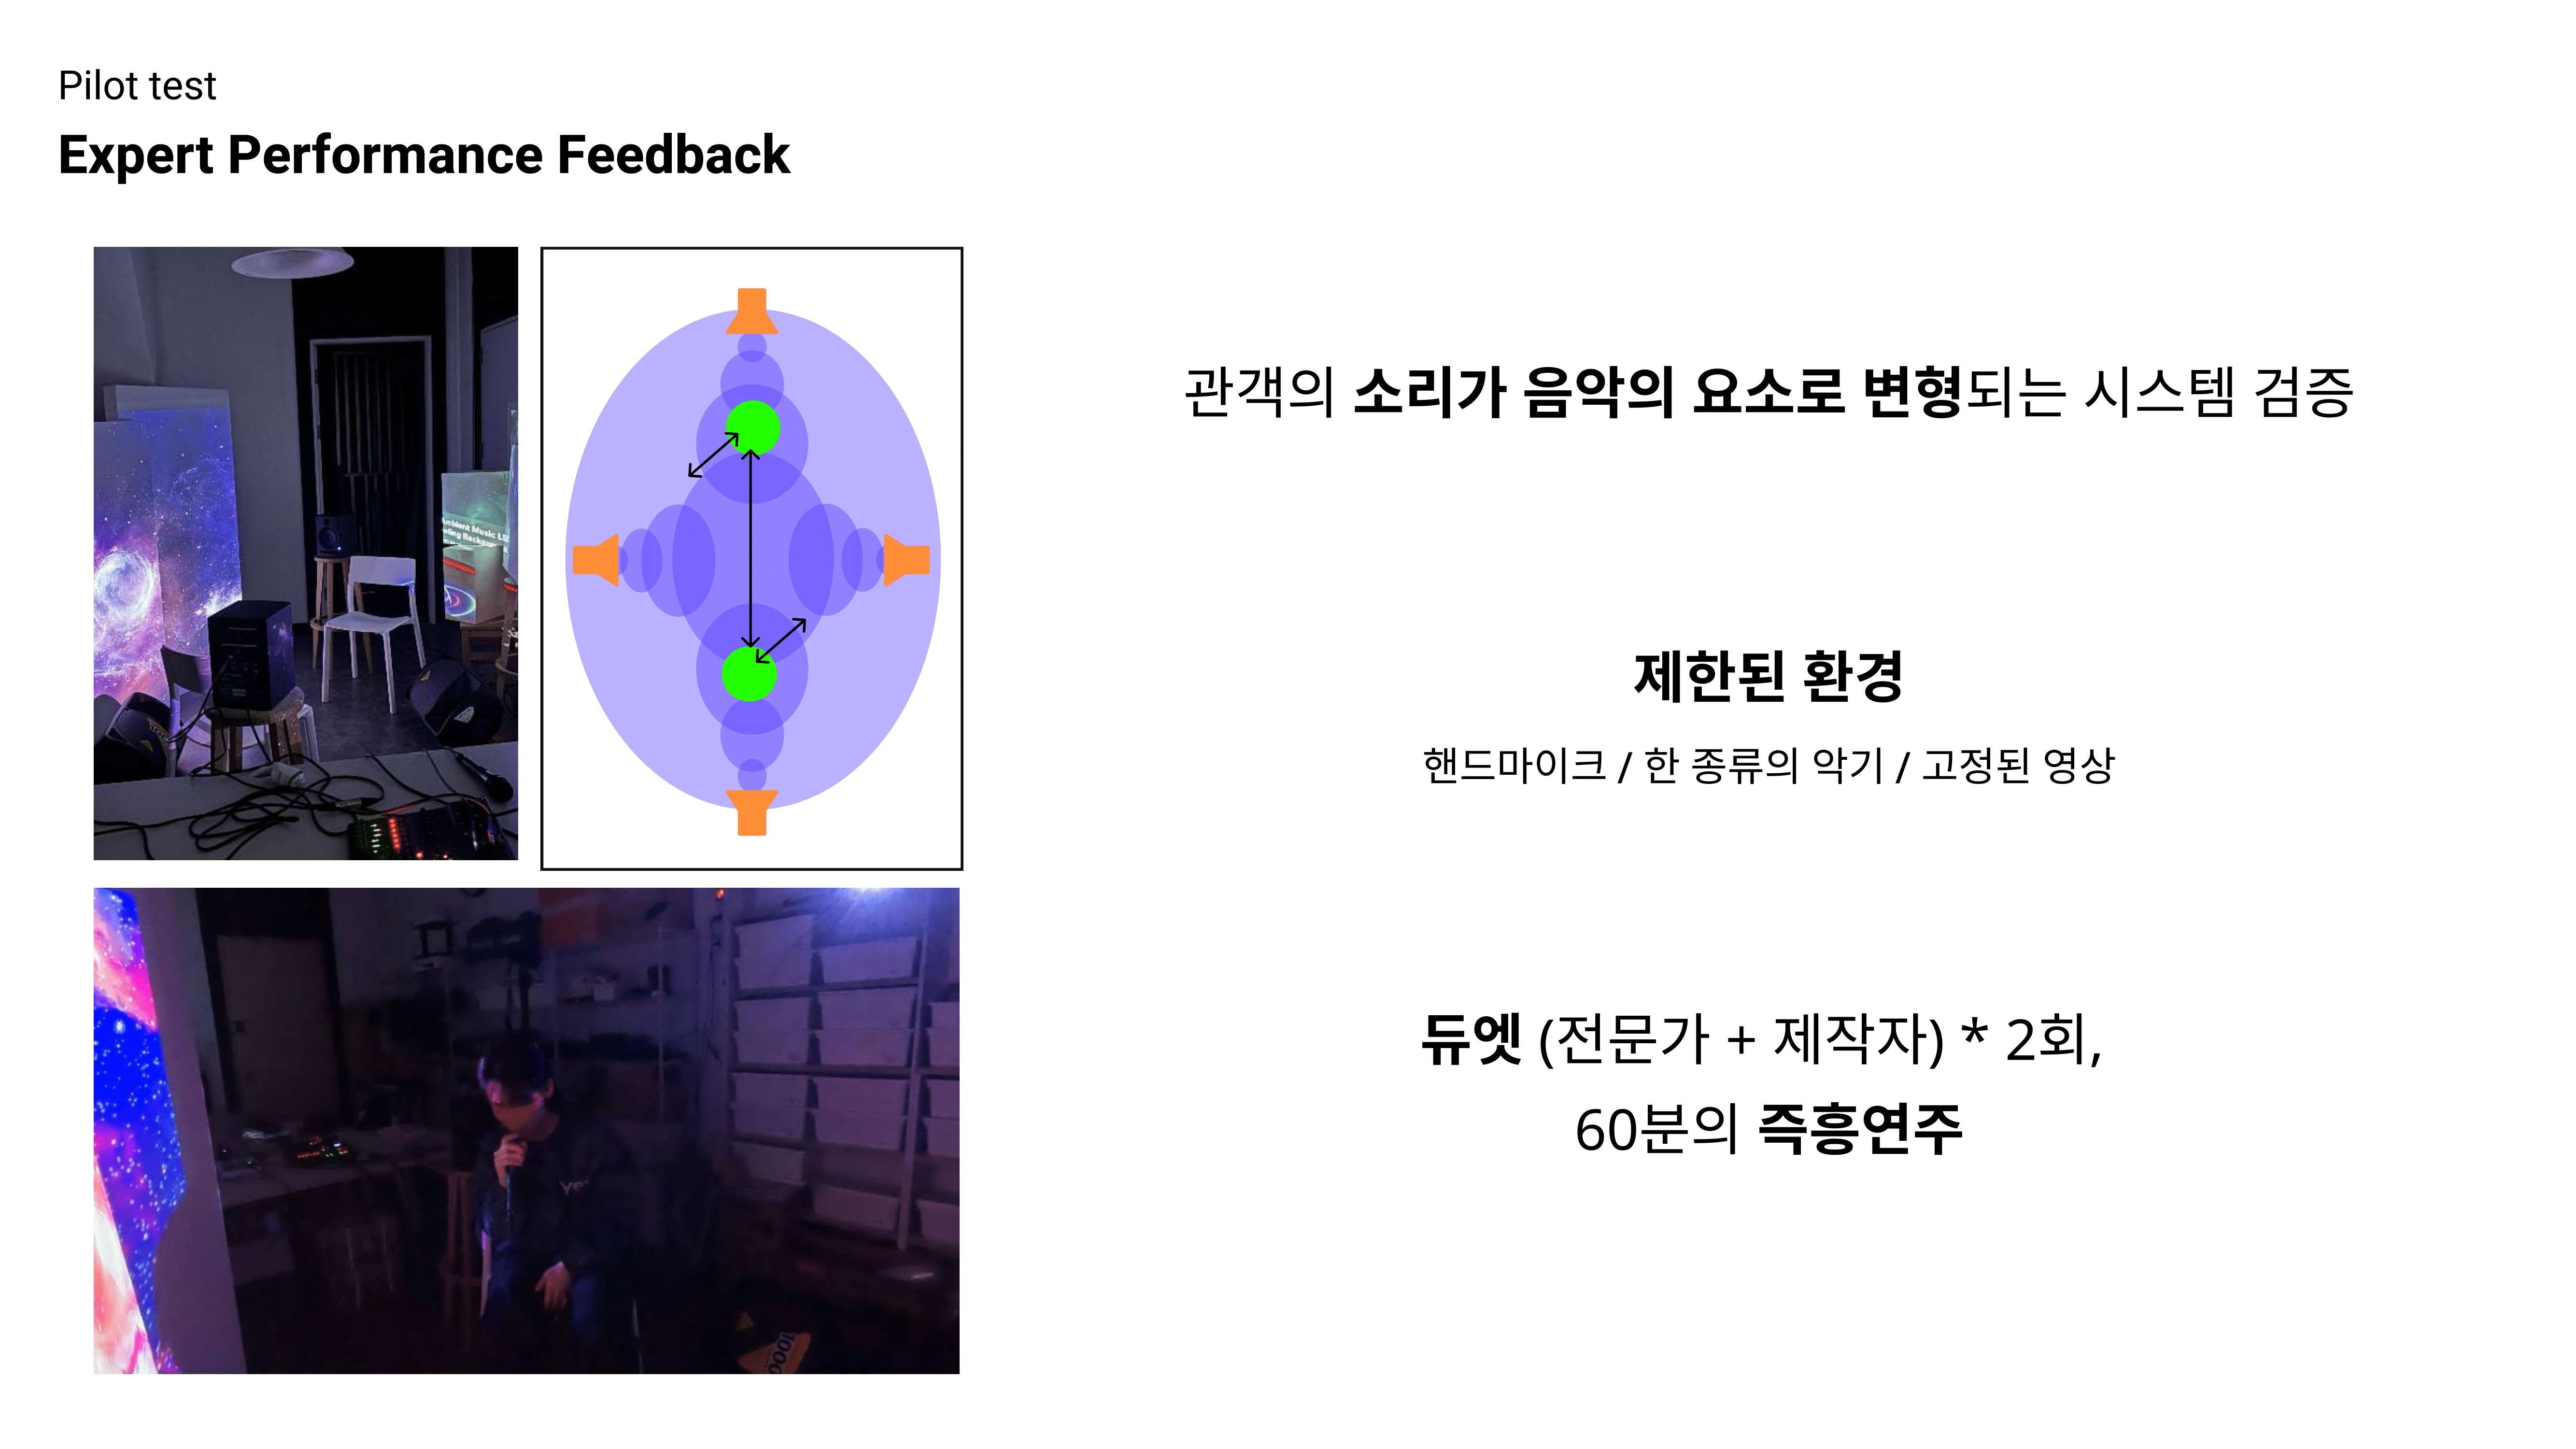 Pilot test
Expert Performance Feedback
관객의 소리가 음악의 요소로 변형되는 시스템 검증
제한된 환경
핸드마이크 / 한 종류의 악기 / 고정된 영상
듀엣 (전문가 + 제작자) * 2회,
60분의 즉흥연주